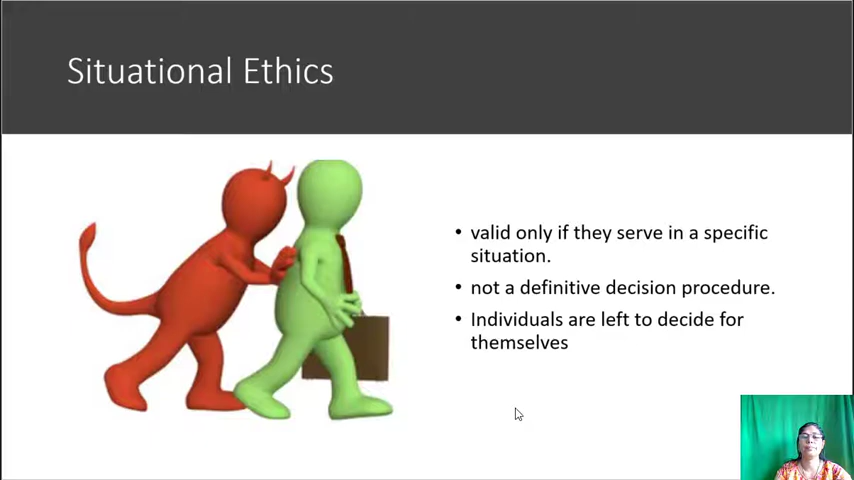 Situational Ethics
• valid only if they serve in a specific
situation.
• not a definitive decision procedure.
• Individuals are left to decide for
themselves